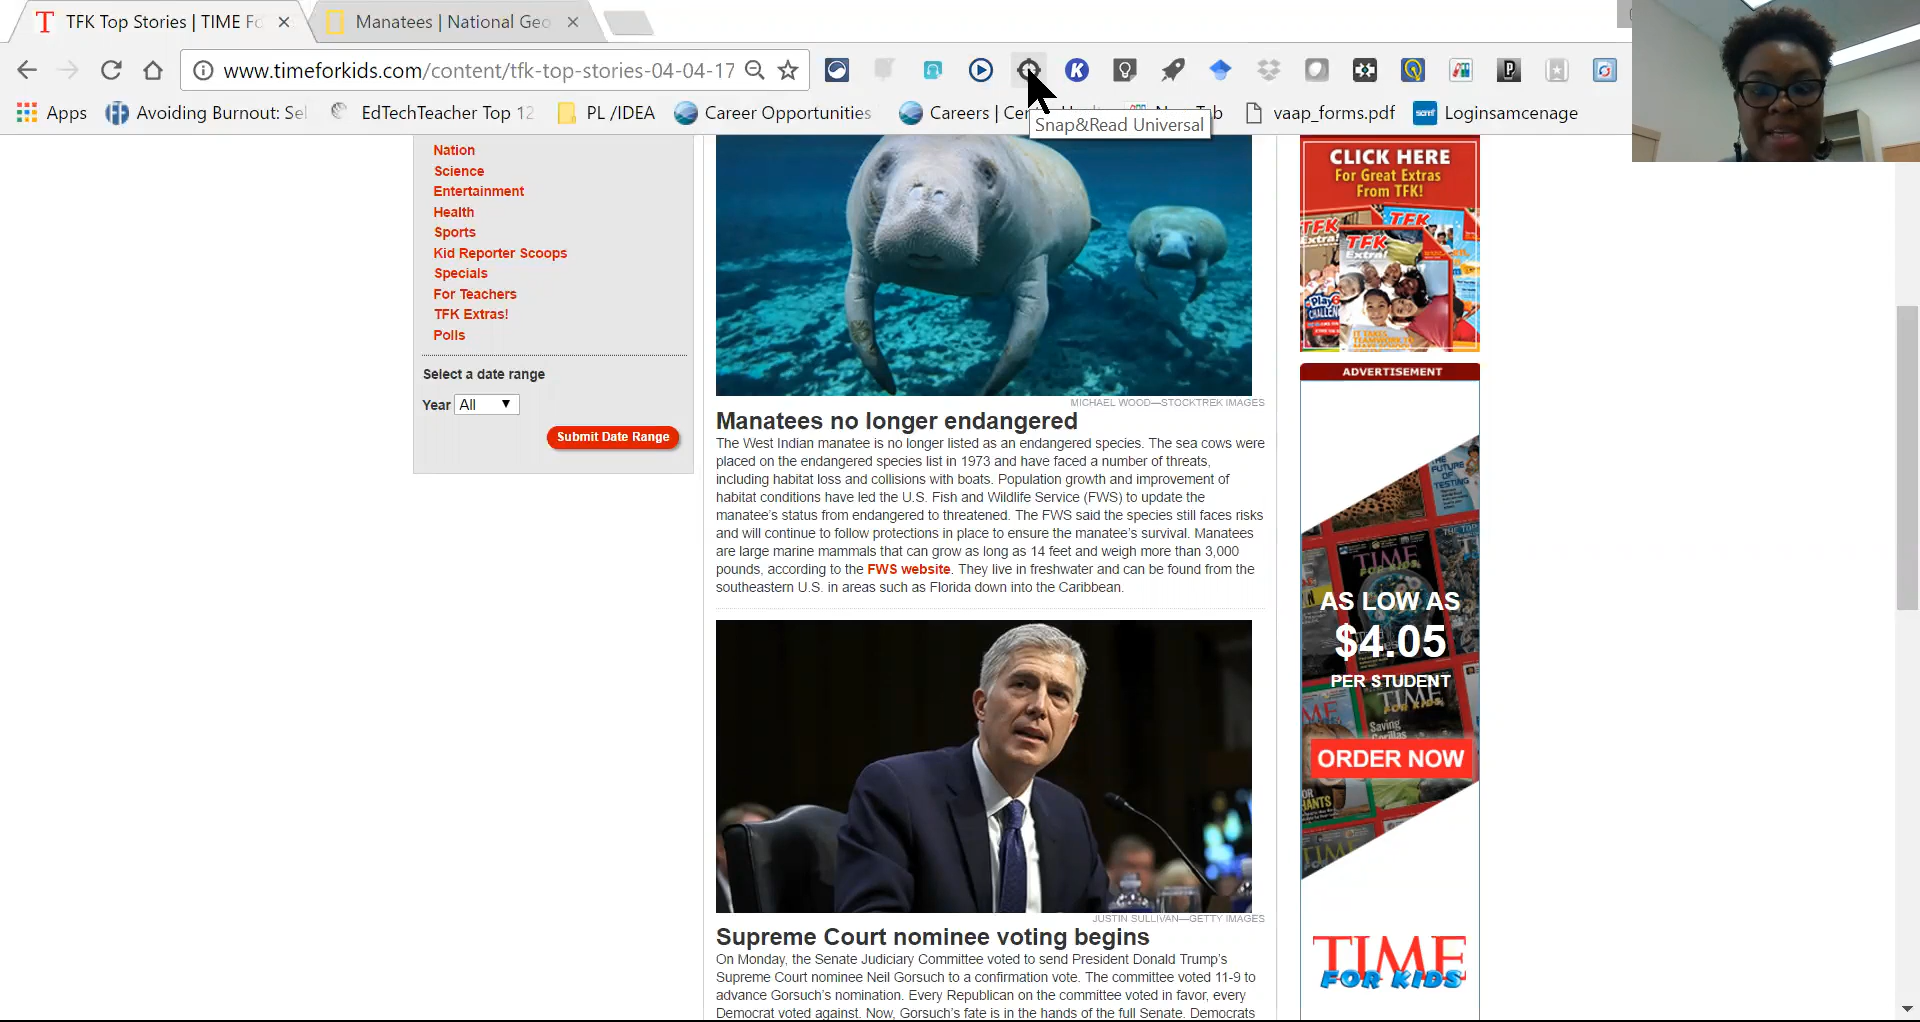 TFK Top Stories | TIME Fo
Manatees | National Geo
www.timeforkids.com/content/tfk-top-stories-04-04-17
Apps
Avoiding Burnout: Sel
EdTechTeacher Top 12
PL /IDEA
Career Opportunities
Careers | Ce
Tab
vaap_forms.pdf
Loginsamcenage
Snap&Read Universal
Nation
Science
Entertainment
Health
Sports
Kid Reporter Scoops
Specials
For Teachers
TFK Extras!
Polls
Select a date range
Year All
Submit Date Range
MICHAEL WOOD—STOCKTREK IMAGES
Manatees no longer endangered
The West Indian manatee is no longer listed as an endangered species. The sea cows were
placed on the endangered species list in 1973 and have faced a number of threats,
including habitat loss and collisions with boats. Population growth and improvement of
habitat conditions have led the U.S. Fish and Wildlife Service (FWS) to update the
manatee's status from endangered to threatened. The FWS said the species still faces risks
and will continue to follow protections in place to ensure the manatee's survival. Manatees
are large marine mammals that can grow as long as 14 feet and weigh more than 3,000
pounds, according to the FWS website. They live in freshwater and can be found from the
southeastern U.S. in areas such as Florida down into the Caribbean.
JUSTIN SULLIVAN—GETTY IMAGES
Supreme Court nominee voting begins
On Monday, the Senate Judiciary Committee voted to send President Donald Trump's
Supreme Court nominee Neil Gorsuch to a confirmation vote. The committee voted 11-9 to
advance Gorsuch's nomination. Every Republican on the committee voted in favor, every
Democrat voted against. Now, Gorsuch's fate is in the hands of the full Senate. Democrats
CLICK HERE
For Great Extras
From TFK!
TFK
Extra!
ADVERTISEMENT
AS LOW AS
$4.05
PER STUDENT
ORDER NOW
TIME
FOR KIDS